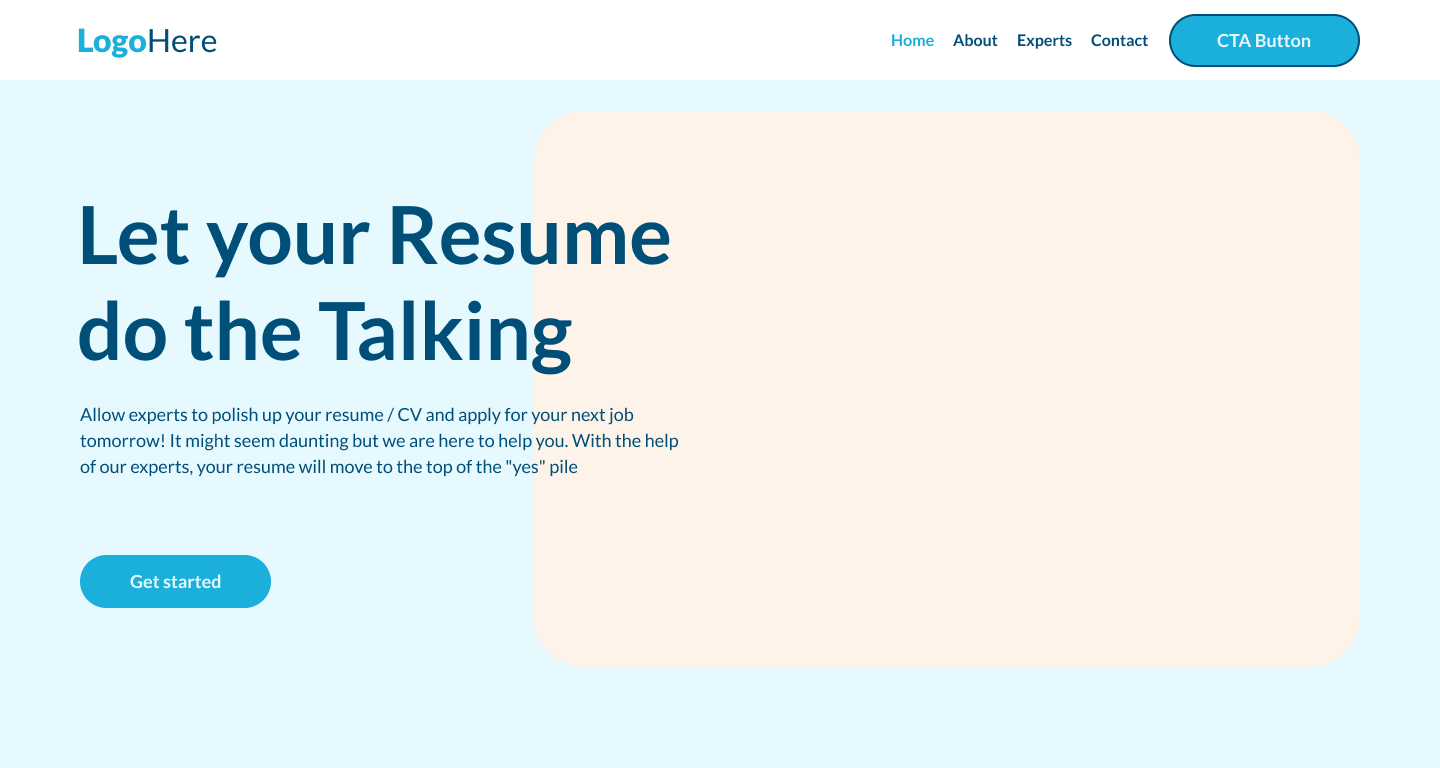 LogoHere
Home About Experts Contact CTA Button
Let your Resume
do the Talking
Allow experts to polish up your resume / CV and apply for your next job
tomorrow! It might seem daunting but we are here to help you. With the help
of our experts, your resume will move to the top of the "yes" pile
Get started